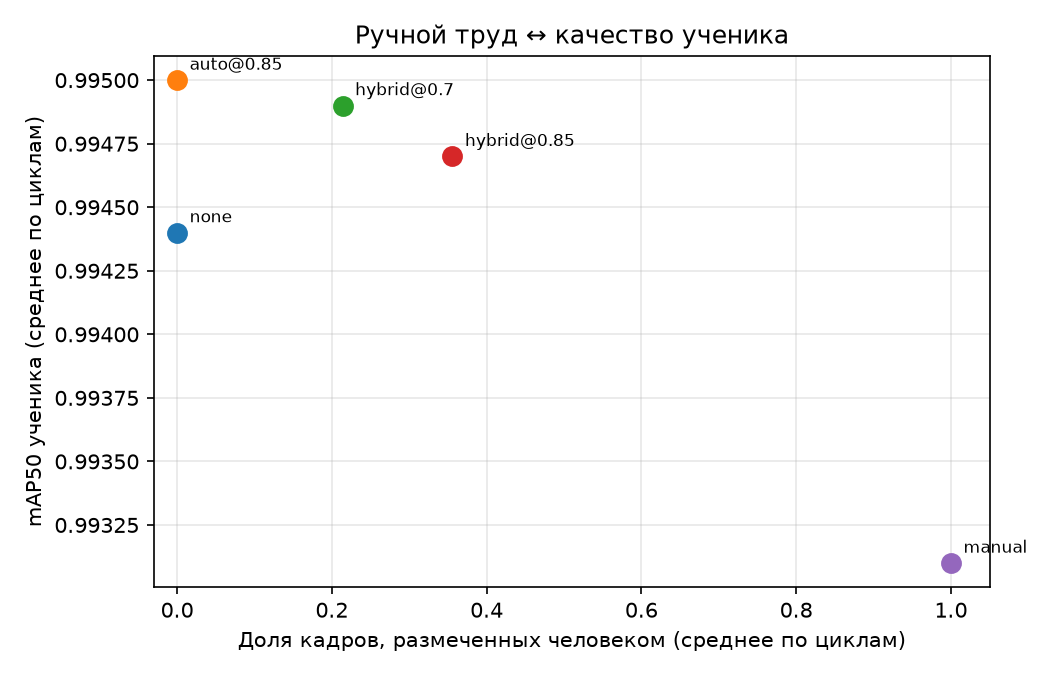 Ручной труд ↔ качество ученика
mAP50 ученика (среднее по циклам)
0.99500
0.99475
0.99450
0.99425
0.99400
0.99375
0.99350
0.99325
auto@0.85
hybrid@0.7
hybrid@0.85
none
manual
0.0 0.2 0.4 0.6 0.8 1.0
Доля кадров, размеченных человеком (среднее по циклам)